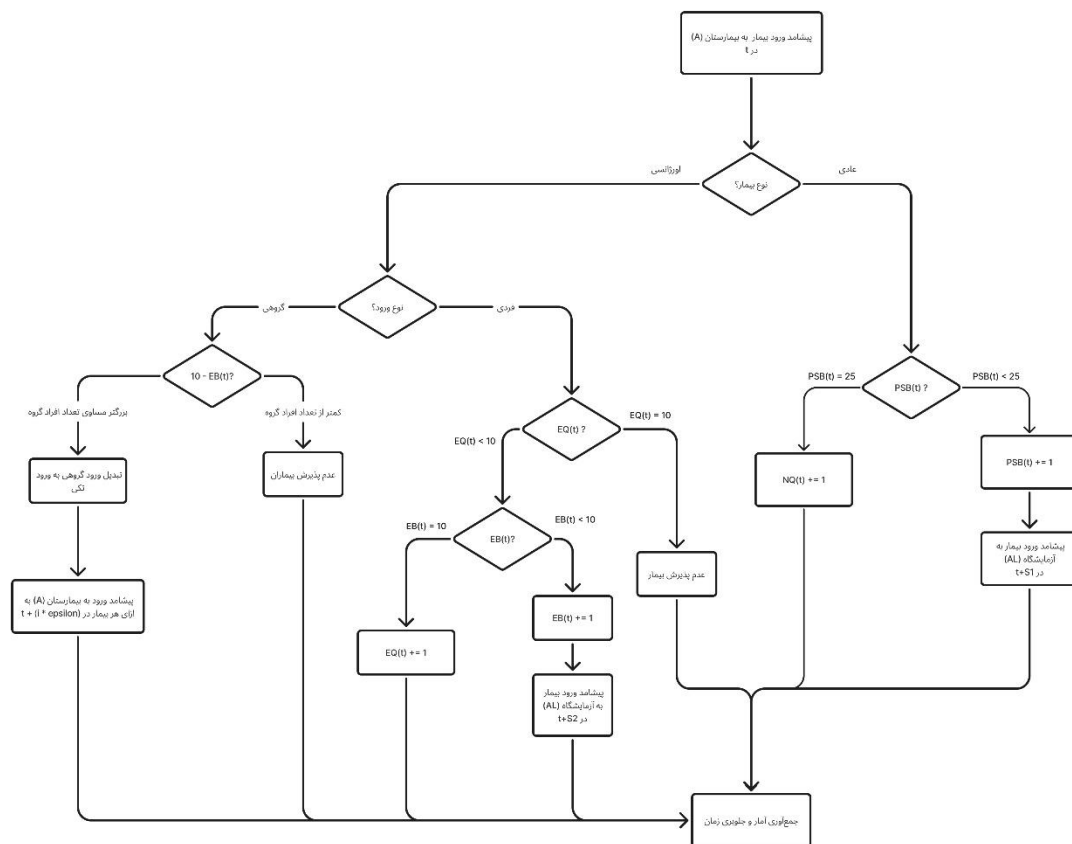 پیشامد ورود بیمار به بیمارستان (A)
در t
نوع بیمار؟
اورژانسی
عادی
نوع ورود؟
گروهی
فردی
10 - EB(t)?
بزرگتر مساوی تعداد افراد گروه
کمتر از تعداد افراد گروه
تبدیل ورود گروهی به ورود
تکی
عدم پذیرش بیماران
پیشامد ورود به بیمارستان (A) به
ازای هر بیمار در t + (i * epsilon)
EQ(t) ?
EQ(t) < 10
EQ(t) = 10
EB(t)?
EB(t) = 10
EB(t) < 10
عدم پذیرش بیمار
EQ(t) += 1
EB(t) += 1
پیشامد ورود بیمار
به آزمایشگاه (AL)
در t+S2
PSB(t) ?
PSB(t) = 25
PSB(t) < 25
NQ(t) += 1
PSB(t) += 1
پیشامد ورود بیمار به
آزمایشگاه (AL)
در t+S1
جمع‌آوری آمار و جلوبری زمان